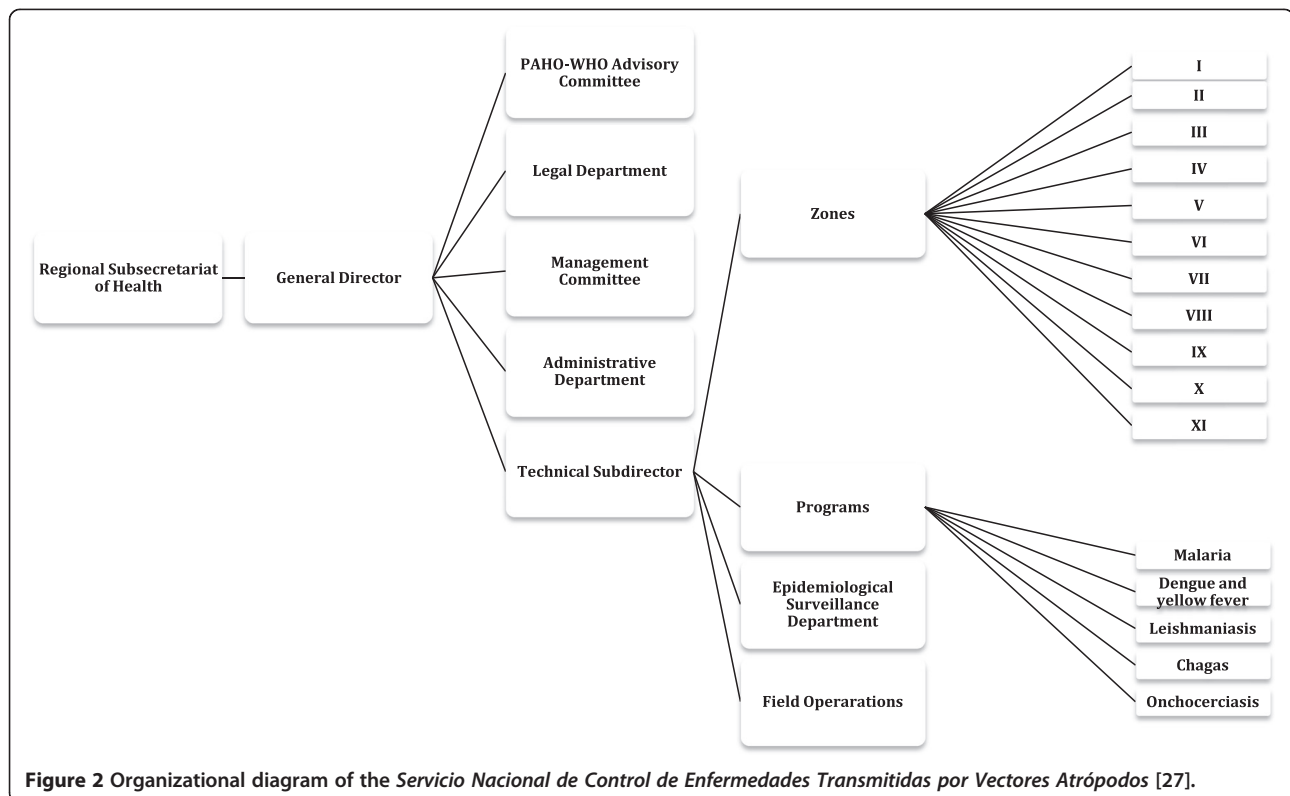 Regional Subsecretariat
of Health
General Director
PAHO-WHO Advisory
Committee
Legal Department
Management
Committee
Administrative
Department
Technical Subdirector
Zones
Programs
Epidemiological
Surveillance
Department
Field Operarations
I
II
III
IV
V
VI
VII
VIII
IX
X
XI
Malaria
Dengue and
yellow fever
Leishmaniasis
Chagas
Onchocerciasis
Figure 2 Organizational diagram of the Servicio Nacional de Control de Enfermedades Transmitidas por Vectores Atrópodos [27].